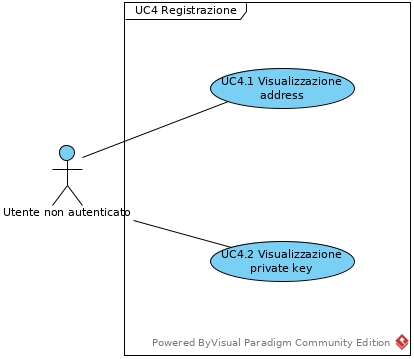 UC4 Registrazione
UC4.1 Visualizzazione
address
Utente non autenticato
UC4.2 Visualizzazione
private key
Powered ByVisual Paradigm Community Edition